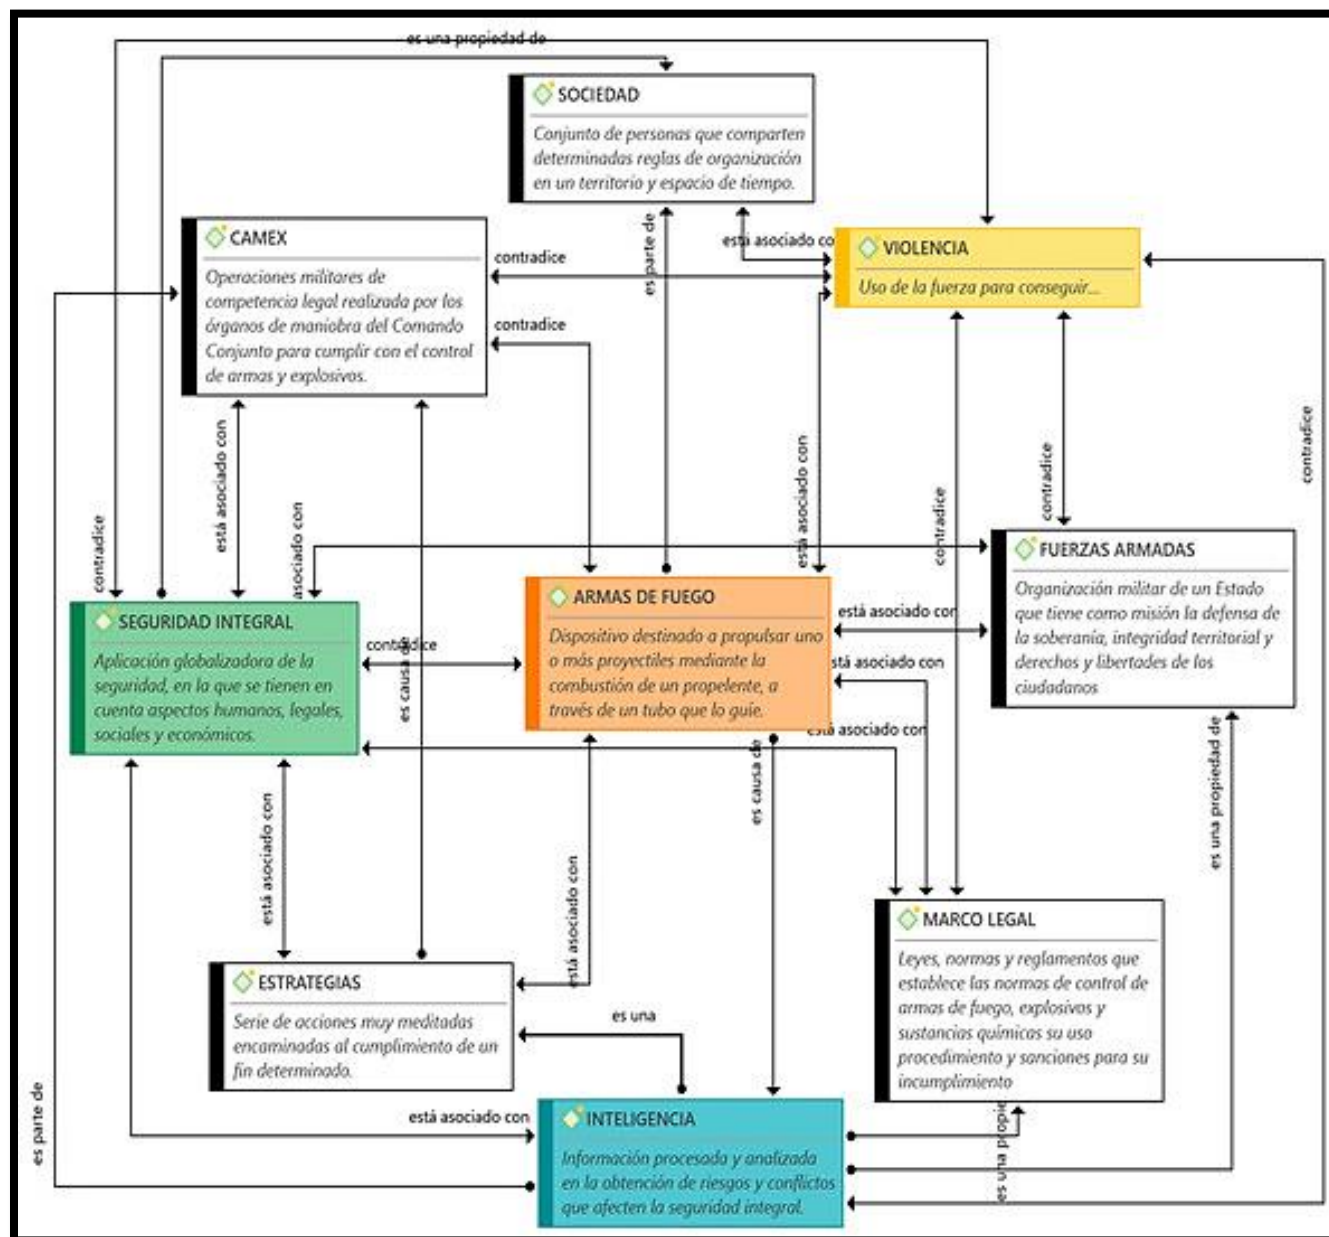 es una propiedad de
SOCIEDAD
Conjunto de personas que comparten
determinadas reglas de organización
en un territorio y espacio de tiempo.
CAMEX
Operaciones militares de
competencia legal realizada por los
órganos de maniobra del Comando
Conjunto para cumplir con el control
de armas y explosivos.
contradice
contradice
es parte de
está asociado co
VIOLENCIA
Uso de la fuerza para conseguir...
está asociado con
contradice
contradice
contradice
contradice
está asociado con
asociado con
FUERZAS ARMADAS
Organización militar de un Estado
que tiene como misión la defensa de
la soberanía, integridad territorial y
derechos y libertades de los
ciudadanos
SEGURIDAD INTEGRAL
Aplicación globalizadora de la
seguridad, en la que se tienen en
cuenta aspectos humanos, legales,
sociales y económicos.
contradice
es causa de
ARMAS DE FUEGO
Dispositivo destinado a propulsar uno
o más proyectiles mediante la
combustión de un propelente, a
través de un tubo que lo guíe.
está asociado con
stá asociado con
está asociado con
es causa de
es una propiedad de
está asociado con
está asociado con
ESTRATEGIAS
Serie de acciones muy meditadas
encaminadas al cumplimiento de un
fin determinado.
es una
MARCO LEGAL
Leyes, normas y reglamentos que
establece las normas de control de
armas de fuego, explosivos y
sustancias químicas su uso
procedimiento y sanciones para su
incumplimiento
es una propie
es parte de
está asociado con
INTELIGENCIA
Información procesada y analizada
en la obtención de riesgos y conflictos
que afecten la seguridad integral.